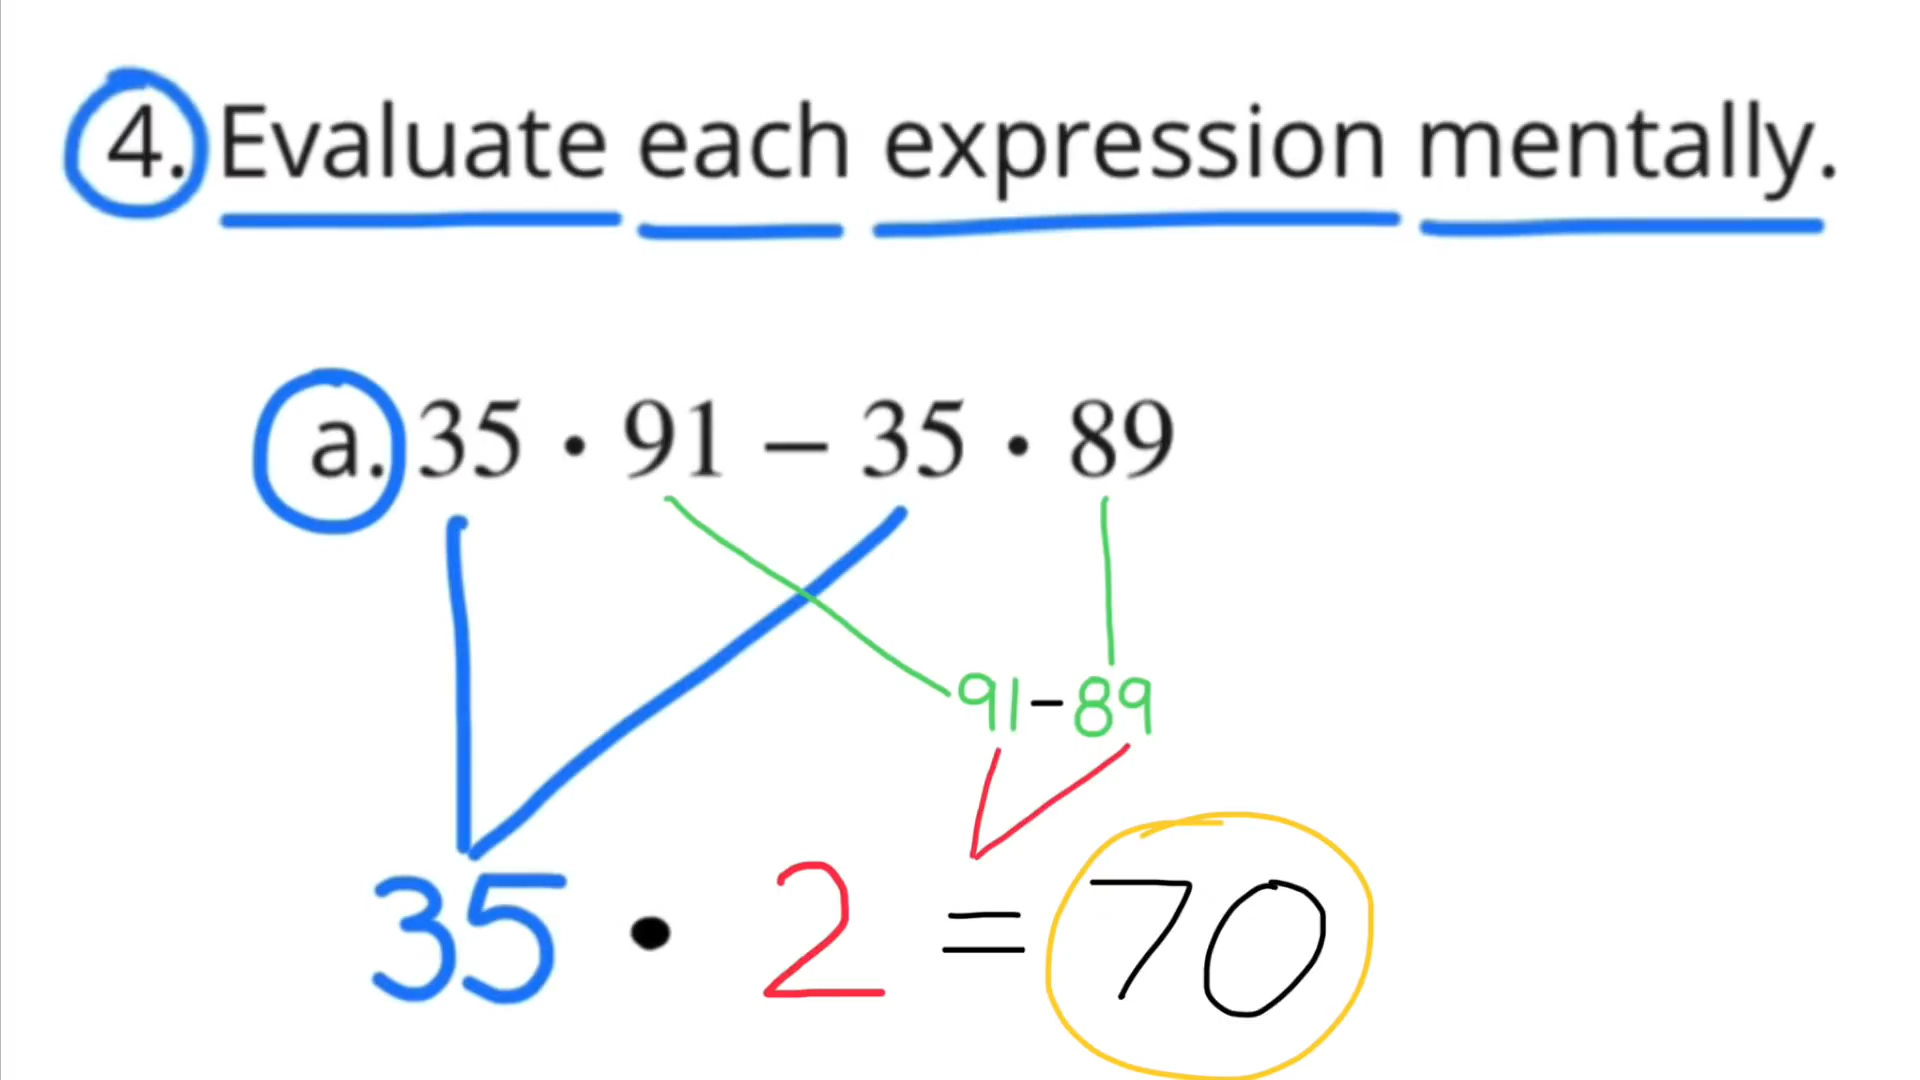 4. Evaluate each expression mentally.
a. 35 · 91 − 35 · 89
91-89
35 · 2 = 70